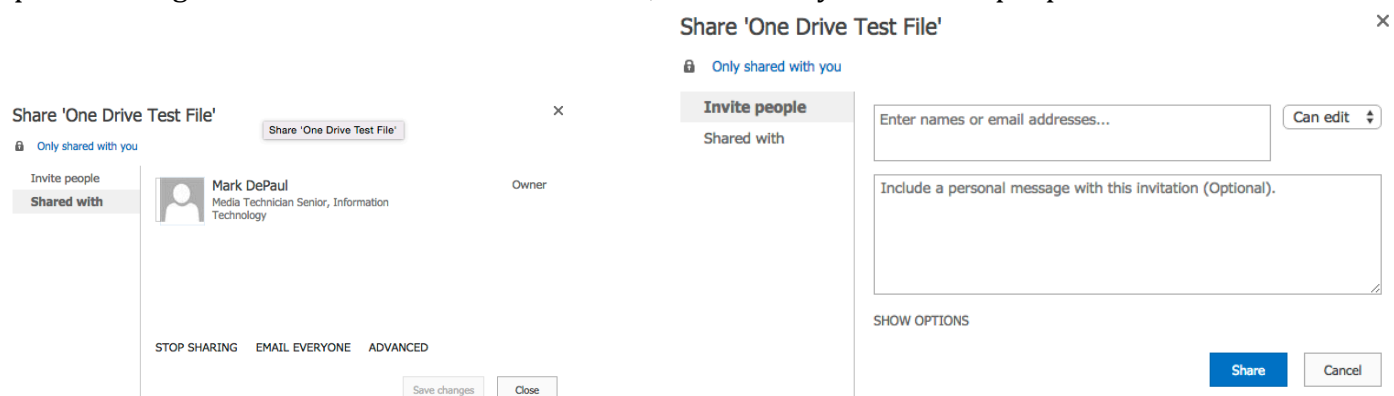 Share 'One Drive Test File'
Share 'One Drive Test File'
Only shared with you
Invite people
Shared with
Mark DePaul
Owner
Media Technician Senior, Information
Technology
STOP SHARING EMAIL EVERYONE ADVANCED
Save changes Close
Share 'One Drive Test File'
Only shared with you
Invite people
Shared with
Enter names or email addresses...
Can edit
Include a personal message with this invitation (Optional).
SHOW OPTIONS
Share Cancel